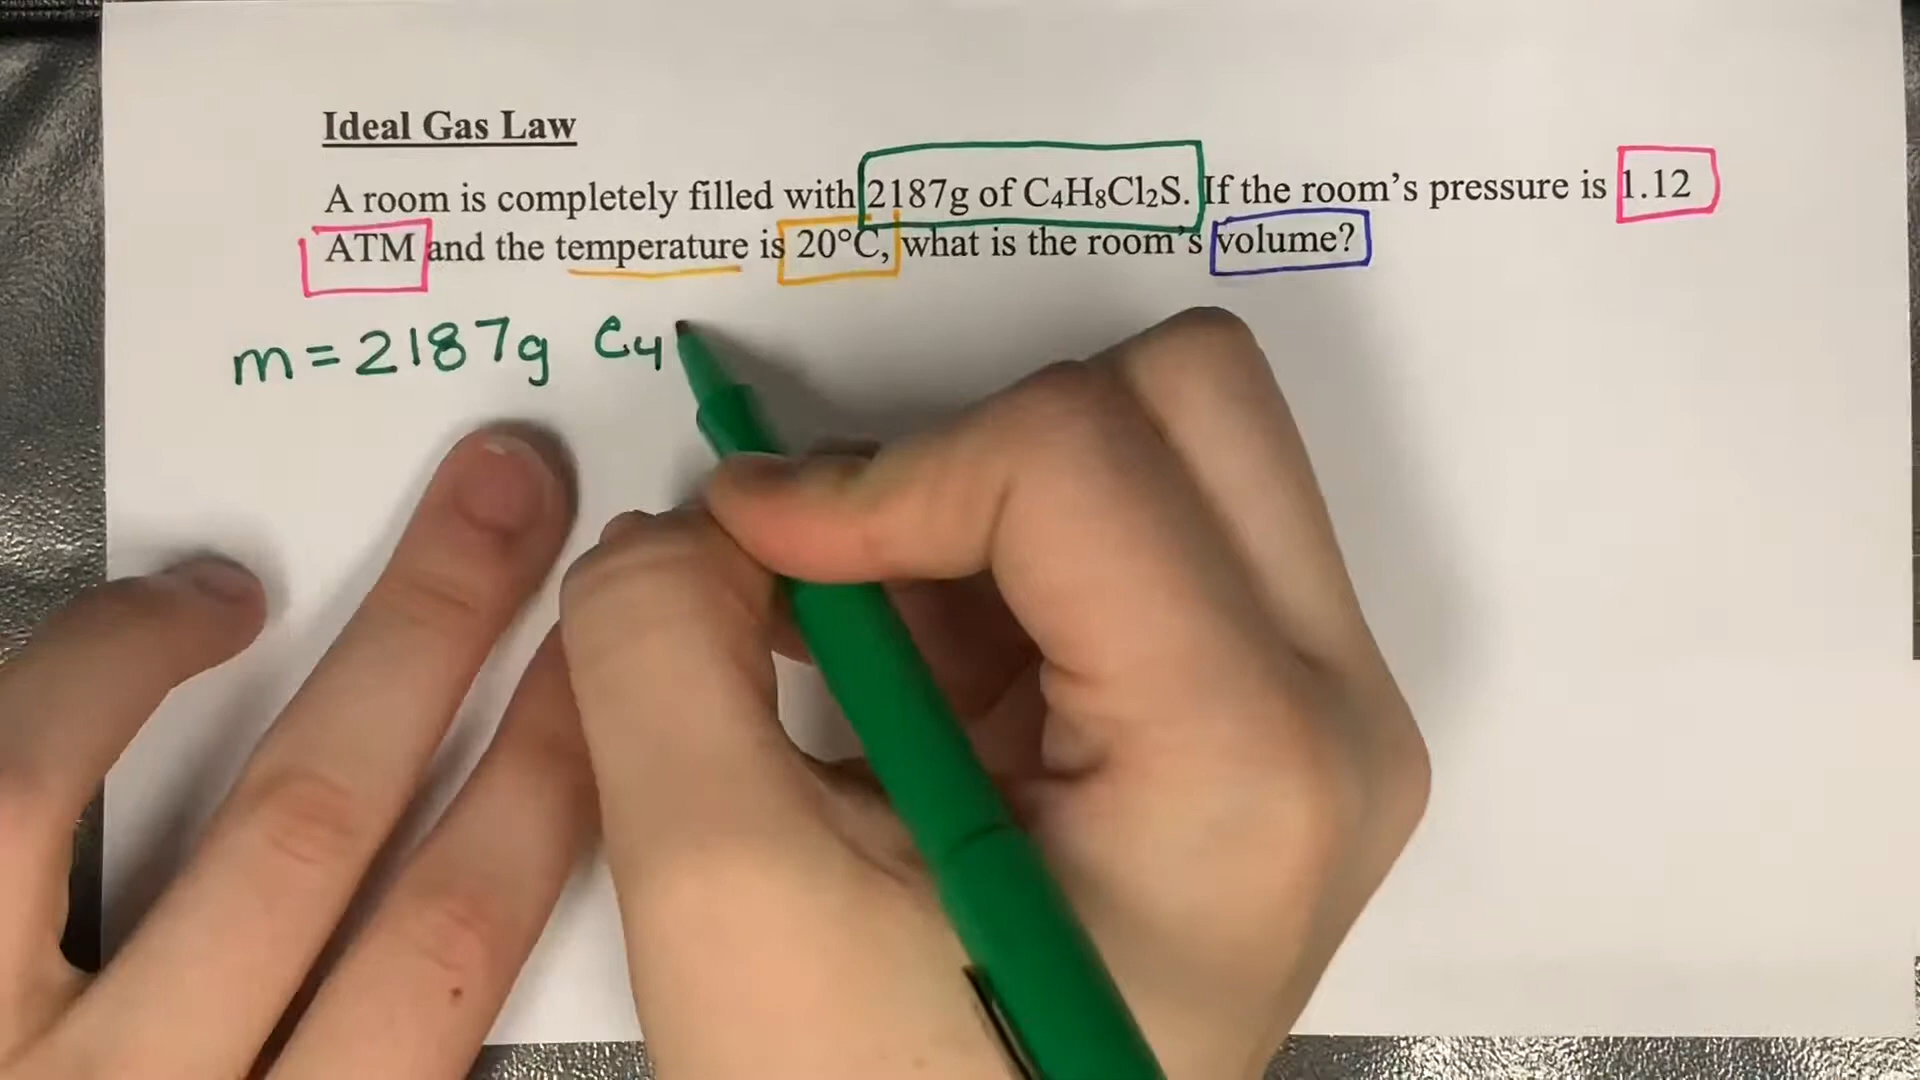 Ideal Gas Law
A room is completely filled with 2187g of C₄H₈Cl₂S. If the room's pressure is 1.12
ATM and the temperature is 20°C, what is the room's volume?
m = 2187g C₄